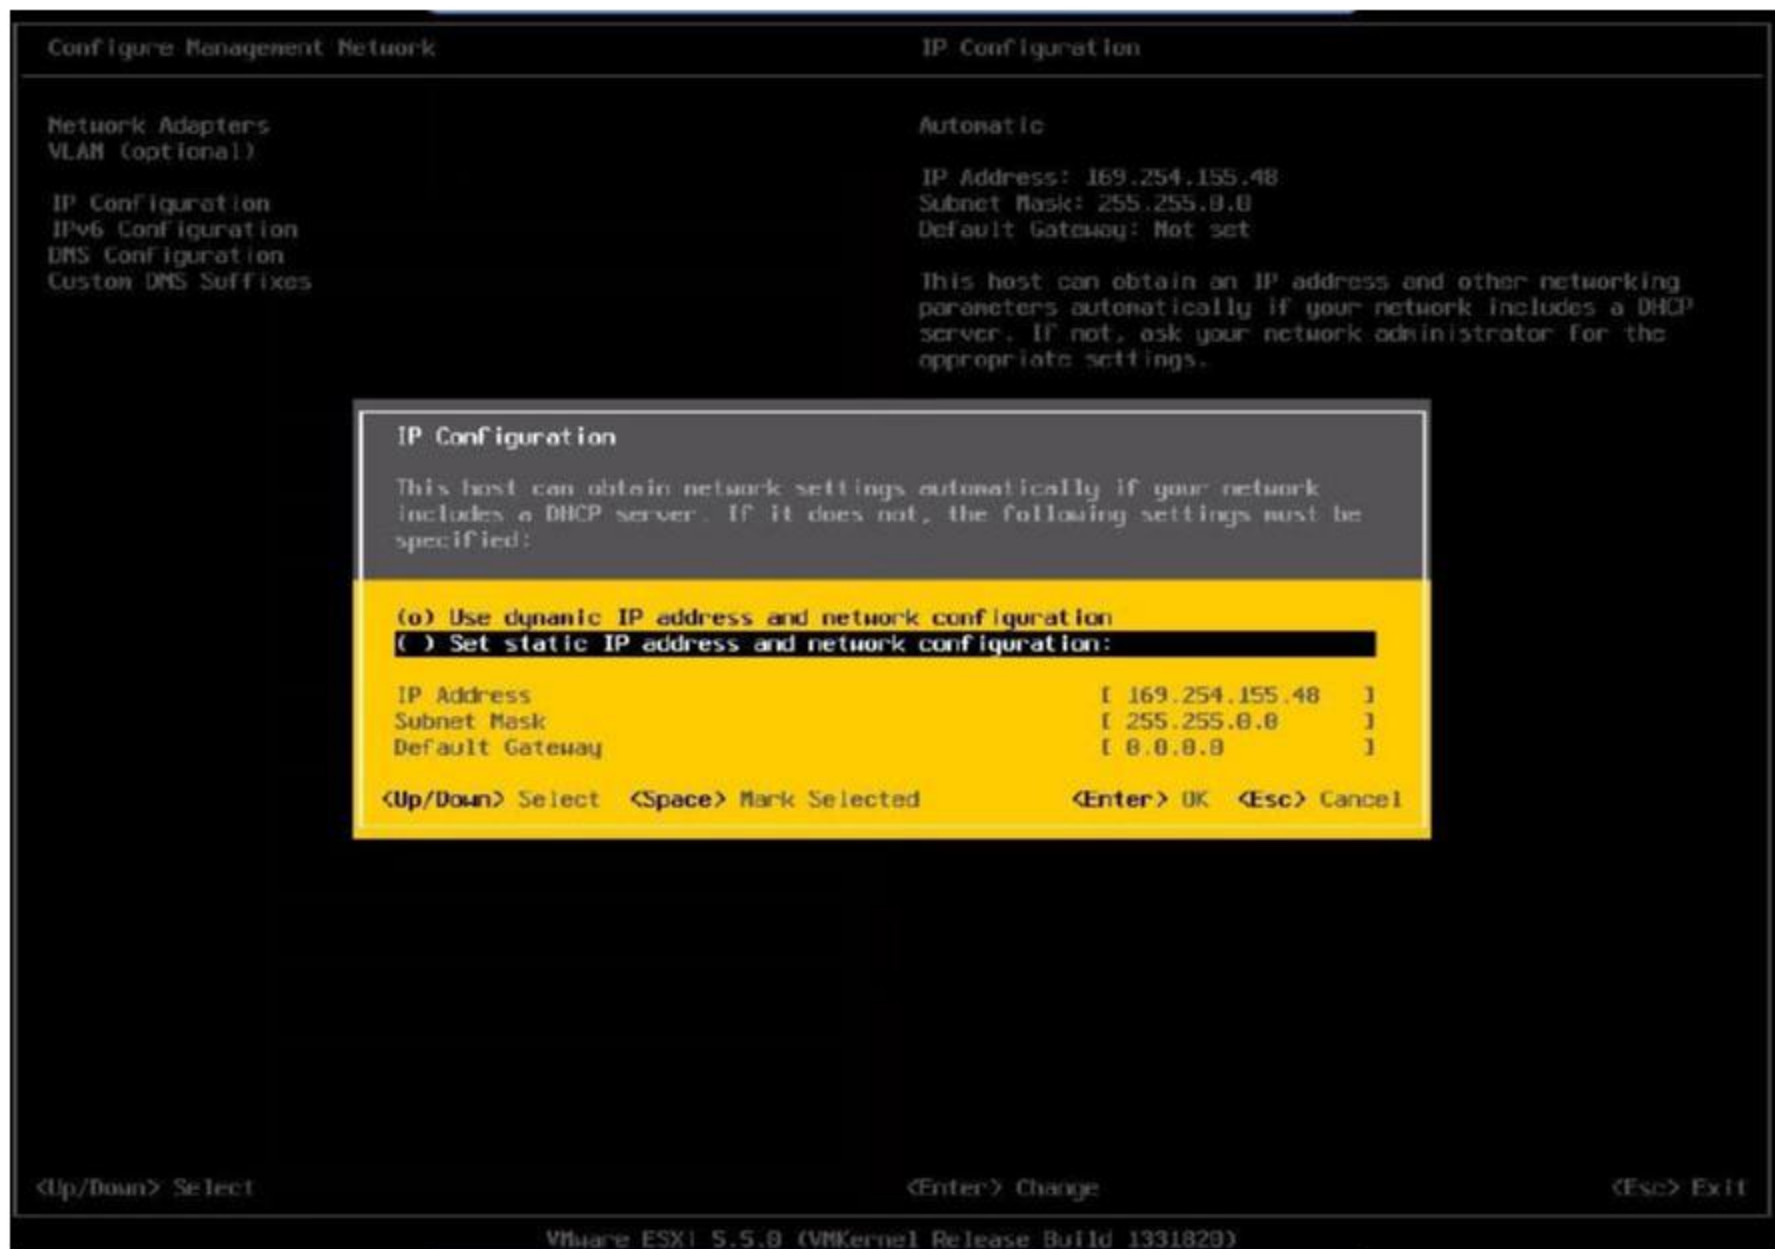 Configure Management Network
IP Configuration
Network Adapters
VLAN (optional)
IP Configuration
IPv6 Configuration
DNS Configuration
Custom DNS Suffixes
Automatic
IP Address: 169.254.155.48
Subnet Mask: 255.255.0.0
Default Gateway: Not set
This host can obtain an IP address and other networking
parameters automatically if your network includes a DHCP
server. If not, ask your network administrator for the
appropriate settings.
IP Configuration
This host can obtain network settings automatically if your network
includes a DHCP server. If it does not, the following settings must be
specified:
(o) Use dynamic IP address and network configuration
( ) Set static IP address and network configuration:
IP Address [ 169.254.155.48 ]
Subnet Mask [ 255.255.0.0 ]
Default Gateway [ 0.0.0.0 ]
<Up/Down> Select <Space> Mark Selected <Enter> OK <Esc> Cancel
<Up/Down> Select <Enter> Change <Esc> Exit
VMware ESXi 5.5.0 (VMKernel Release Build 1331820)